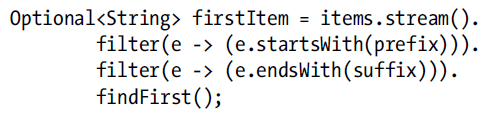 Optional<String> firstItem = items.stream().
filter(e -> (e.startsWith(prefix))).
filter(e -> (e.endsWith(suffix))).
findFirst();